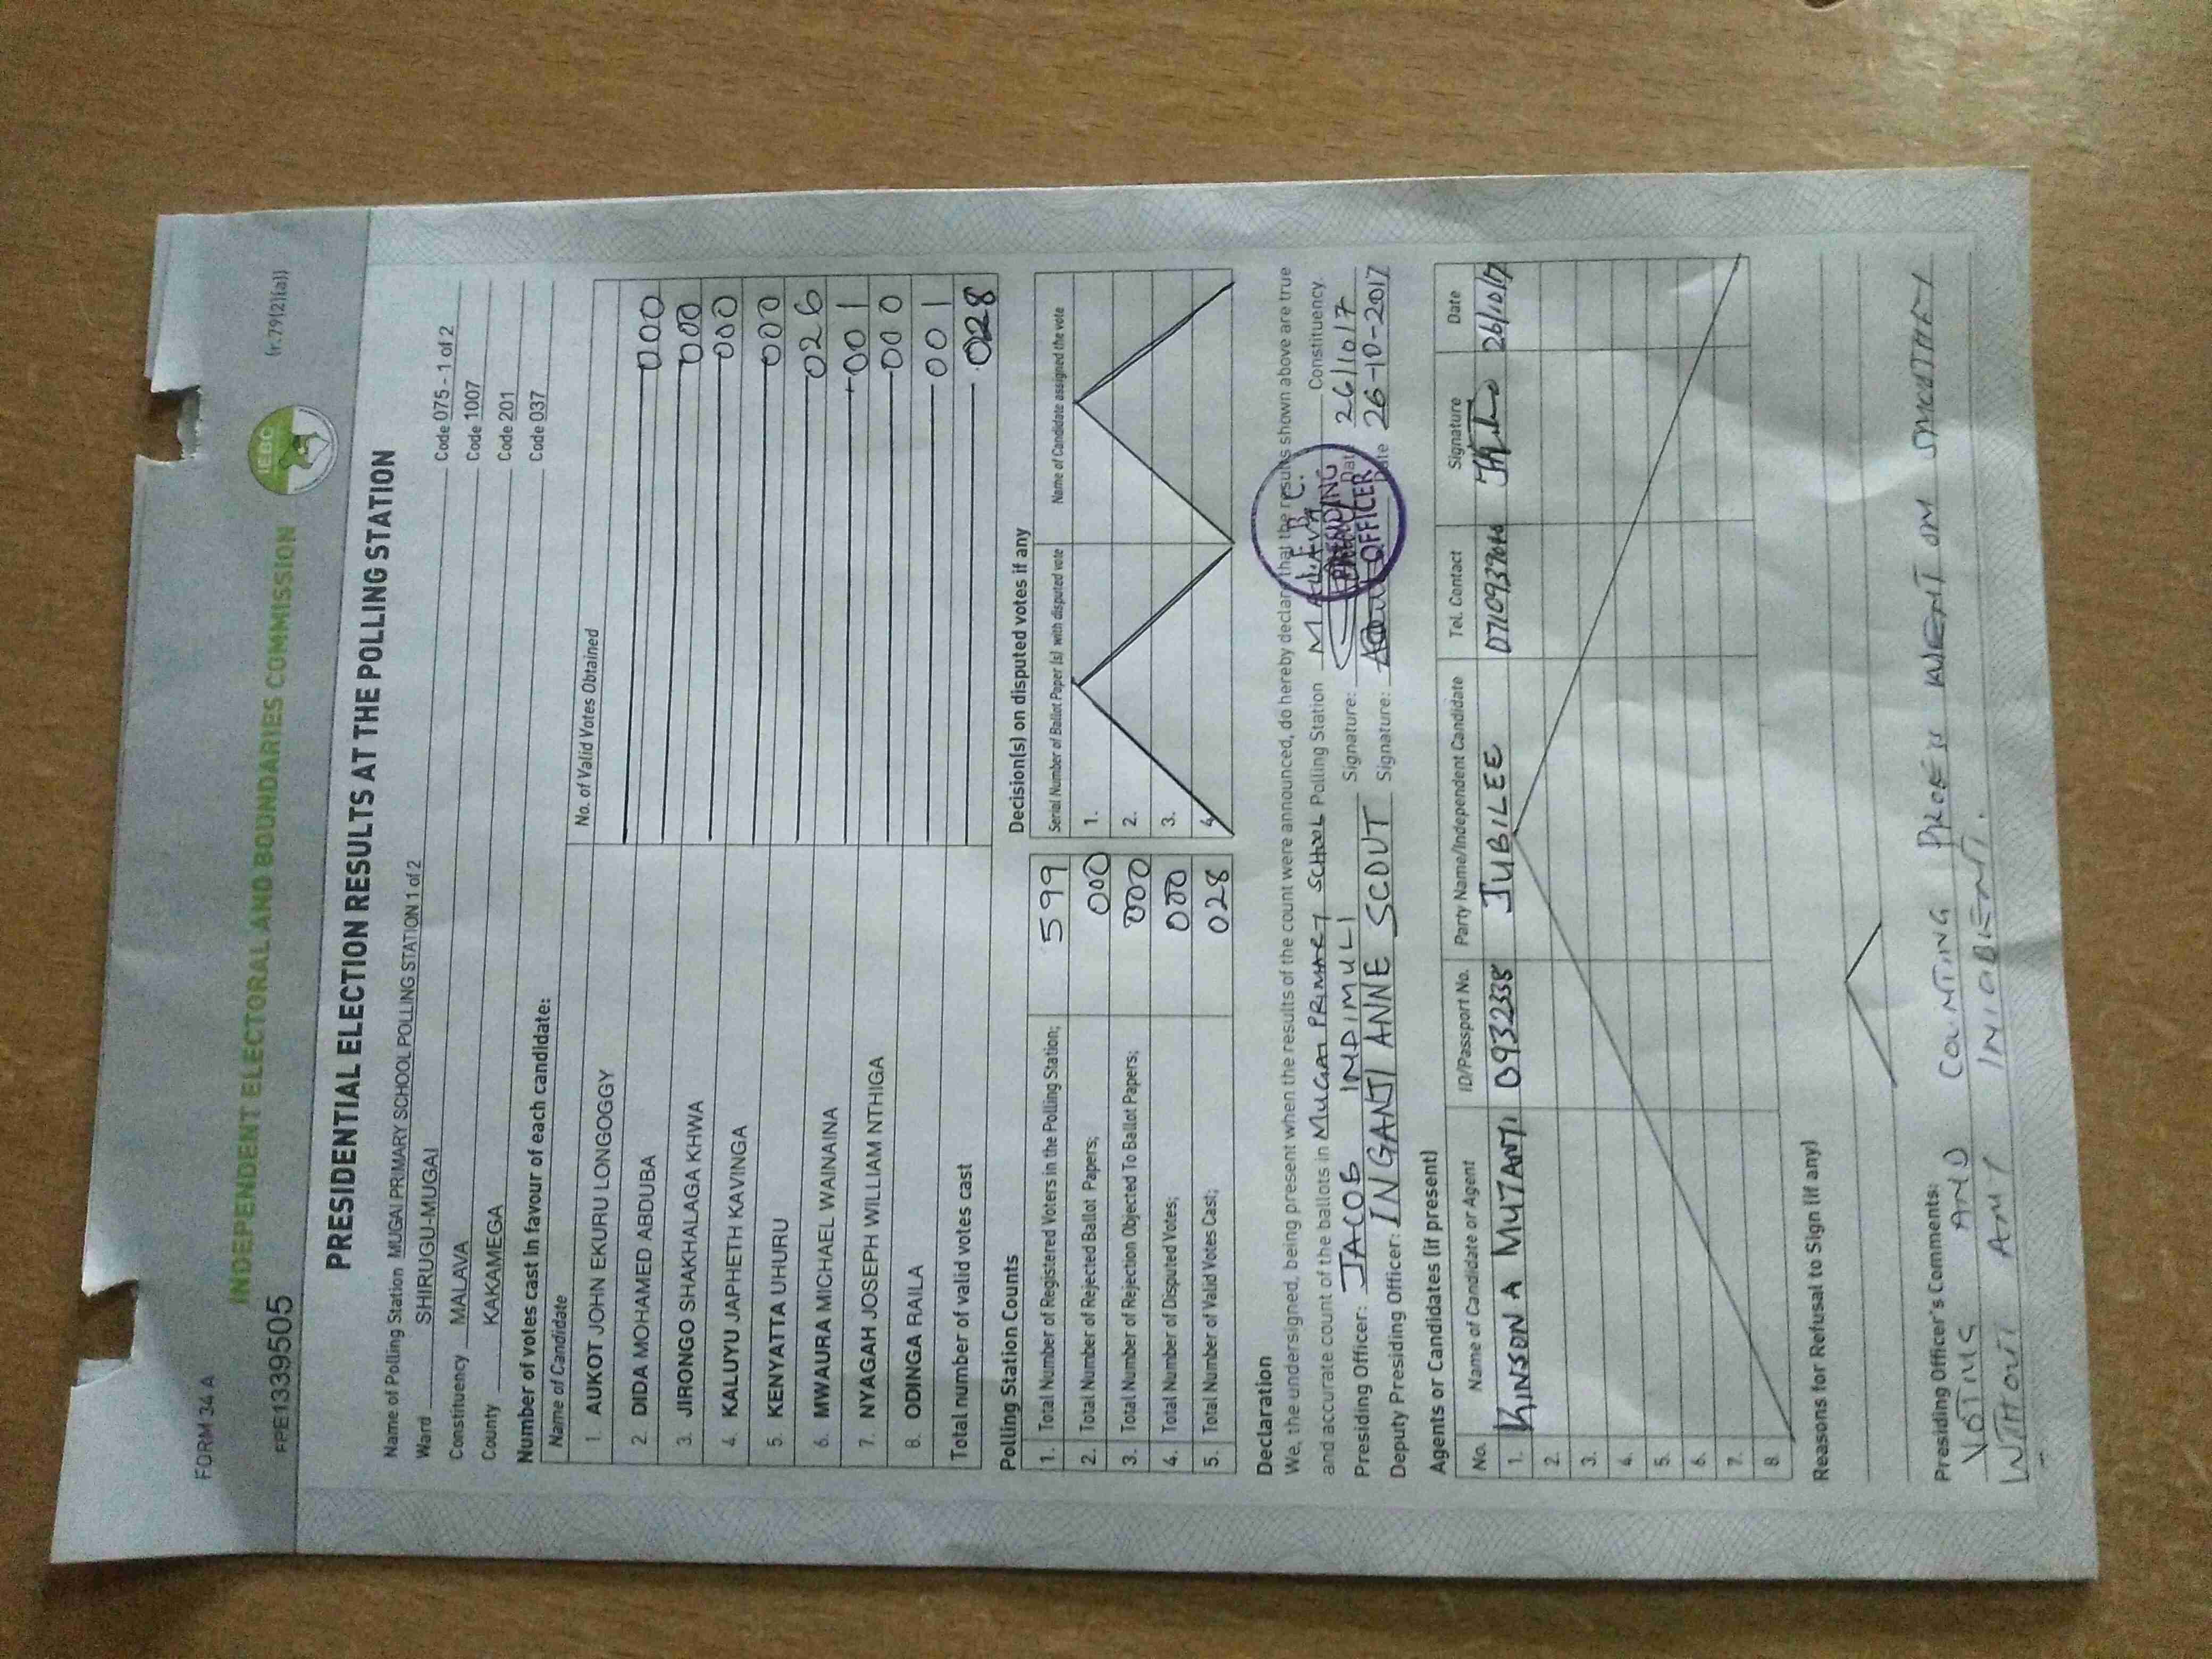 FORM 34 A
(r.79(2)(a))
INDEPENDENT ELECTORAL AND BOUNDARIES COMMISSION
IEBC
FPE1339505
PRESIDENTIAL ELECTION RESULTS AT THE POLLING STATION
Name of Polling Station MUGAI PRIMARY SCHOOL POLLING STATION 1 of 2 Code 075 - 1 of 2
Ward SHIRUGU-MUGAI Code 1007
Constituency MALAVA Code 201
County KAKAMEGA Code 037
Number of votes cast in favour of each candidate:
Name of Candidate No. of Valid Votes Obtained
1. AUKOT JOHN EKURU LONGOGGY 000
2. DIDA MOHAMED ABDUBA 000
3. JIRONGO SHAKHALAGA KHWA 000
4. KALUYU JAPHETH KAVINGA 000
5. KENYATTA UHURU 026
6. MWAURA MICHAEL WAINAINA 001
7. NYAGAH JOSEPH WILLIAM NTHIGA 000
8. ODINGA RAILA 001
Total number of valid votes cast 028
Polling Station Counts
1. Total Number of Registered Voters in the Polling Station; 599
2. Total Number of Rejected Ballot Papers; 000
3. Total Number of Rejection Objected To Ballot Papers; 000
4. Total Number of Disputed Votes; 000
5. Total Number of Valid Votes Cast; 028
Decision(s) on disputed votes if any
Serial Number of Ballot Paper (s) with disputed vote Name of Candidate assigned the vote
1.
2.
3.
4.
Declaration
We, the undersigned, being present when the results of the count were announced, do hereby declare that the results shown above are true
and accurate count of the ballots in MUGAI PRIMARY SCHOOL Polling Station MALAVA Constituency.
Presiding Officer: JACOB INDIMULI Signature: Date 26/10/7
Deputy Presiding Officer: INGANJI ANNE SCOUT Signature: Date 26-10-2017
I.E.B.C.
PRESIDING
OFFICER
Agents or Candidates (if present)
No. Name of Candidate or Agent ID/Passport No. Party Name/Independent Candidate Tel. Contact Signature Date
1. KINSON A MUTANTI 0932338 JUBILEE 26/10/17
2.
3.
4.
5.
6.
7.
8.
Reasons for Refusal to Sign (if any)
Presiding Officer's Comments:
VOTING AND COUNTING WENT ON SMOTHEY
WITHOUT ANY